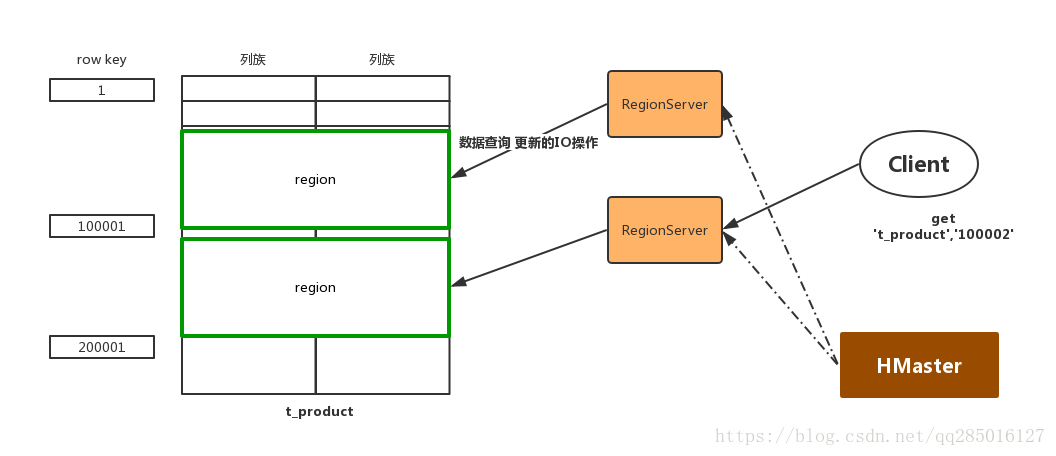 row key
列族
列族
1
RegionServer
数据查询 更新的IO操作
Client
region
100001
RegionServer
get
't_product','100002'
region
200001
HMaster
t_product
https://blog.csdn.net/qq285016127